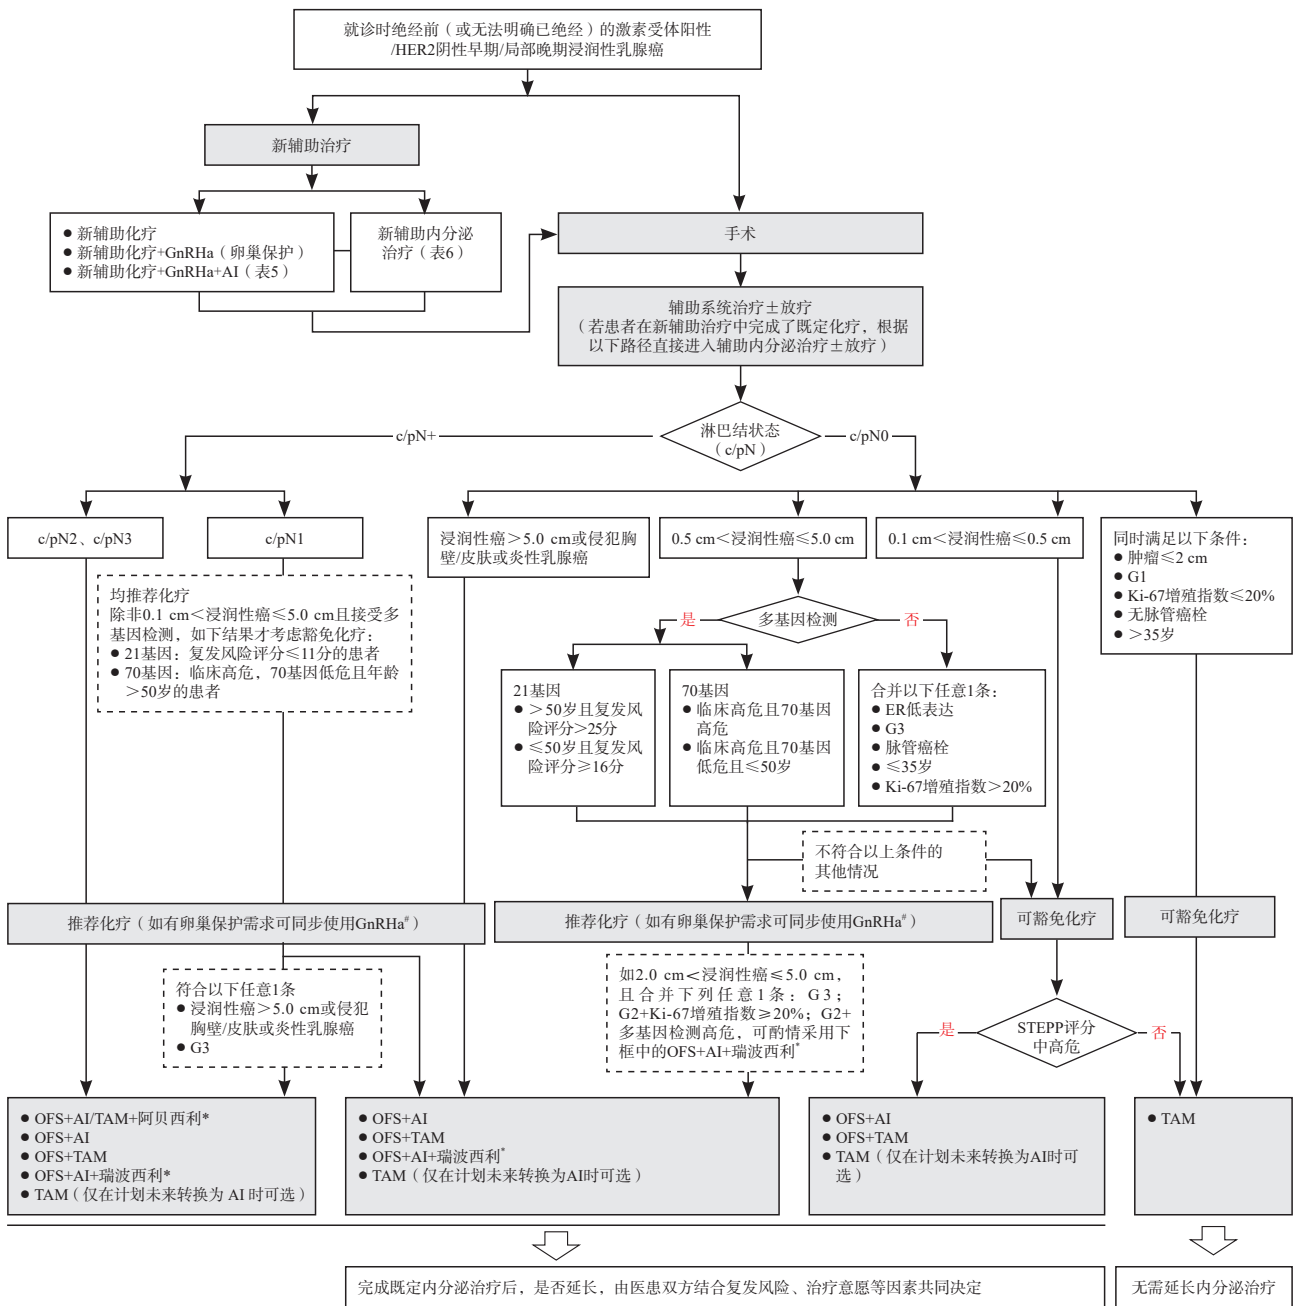 就诊时绝经前（或无法明确已绝经）的激素受体阳性
/HER2阴性早期/局部晚期浸润性乳腺癌
新辅助治疗
● 新辅助化疗
● 新辅助化疗+GnRHa（卵巢保护）
● 新辅助化疗+GnRHa+AI（表5）
新辅助内分泌
治疗（表6）
手术
辅助系统治疗±放疗
（若患者在新辅助治疗中完成了既定化疗，根据
以下路径直接进入辅助内分泌治疗±放疗）
淋巴结状态
（c/pN）
c/pN+
c/pN0
c/pN2、c/pN3
c/pN1
浸润性癌＞5.0 cm或侵犯胸
壁/皮肤或炎性乳腺癌
0.5 cm＜浸润性癌≤5.0 cm
0.1 cm＜浸润性癌≤0.5 cm
同时满足以下条件：
● 肿瘤≤2 cm
● G1
● Ki-67增殖指数≤20%
● 无脉管癌栓
● ＞35岁
均推荐化疗
除非0.1 cm＜浸润性癌≤5.0 cm且接受多
基因检测，如下结果才考虑豁免化疗：
● 21基因：复发风险评分≤11分的患者
● 70基因：临床高危，70基因低危且年龄
＞50岁的患者
多基因检测
是
否
21基因
● ＞50岁且复发风
险评分＞25分
● ≤50岁且复发风
险评分≥16分
70基因
● 临床高危且70基因
高危
● 临床高危且70基因
低危且≤50岁
合并以下任意1条：
● ER低表达
● G3
● 脉管癌栓
● ≤35岁
● Ki-67增殖指数＞20%
不符合以上条件的
其他情况
推荐化疗（如有卵巢保护需求可同步使用GnRHa#）
推荐化疗（如有卵巢保护需求可同步使用GnRHa#）
可豁免化疗
可豁免化疗
符合以下任意1条
● 浸润性癌＞5.0 cm或侵犯
胸壁/皮肤或炎性乳腺癌
● G3
如2.0 cm＜浸润性癌≤5.0 cm，
且合并下列任意1条：G3；
G2+Ki-67增殖指数≥20%；G2+
多基因检测高危，可酌情采用下
框中的OFS+AI+瑞波西利*
STEPP评分
中高危
是
否
● OFS+AI/TAM+阿贝西利*
● OFS+AI
● OFS+TAM
● OFS+AI+瑞波西利*
● TAM（仅在计划未来转换为 AI 时可选）
● OFS+AI
● OFS+TAM
● OFS+AI+瑞波西利*
● TAM（仅在计划未来转换为AI时可选）
● OFS+AI
● OFS+TAM
● TAM（仅在计划未来转换为AI时可
选）
● TAM
完成既定内分泌治疗后，是否延长，由医患双方结合复发风险、治疗意愿等因素共同决定
无需延长内分泌治疗